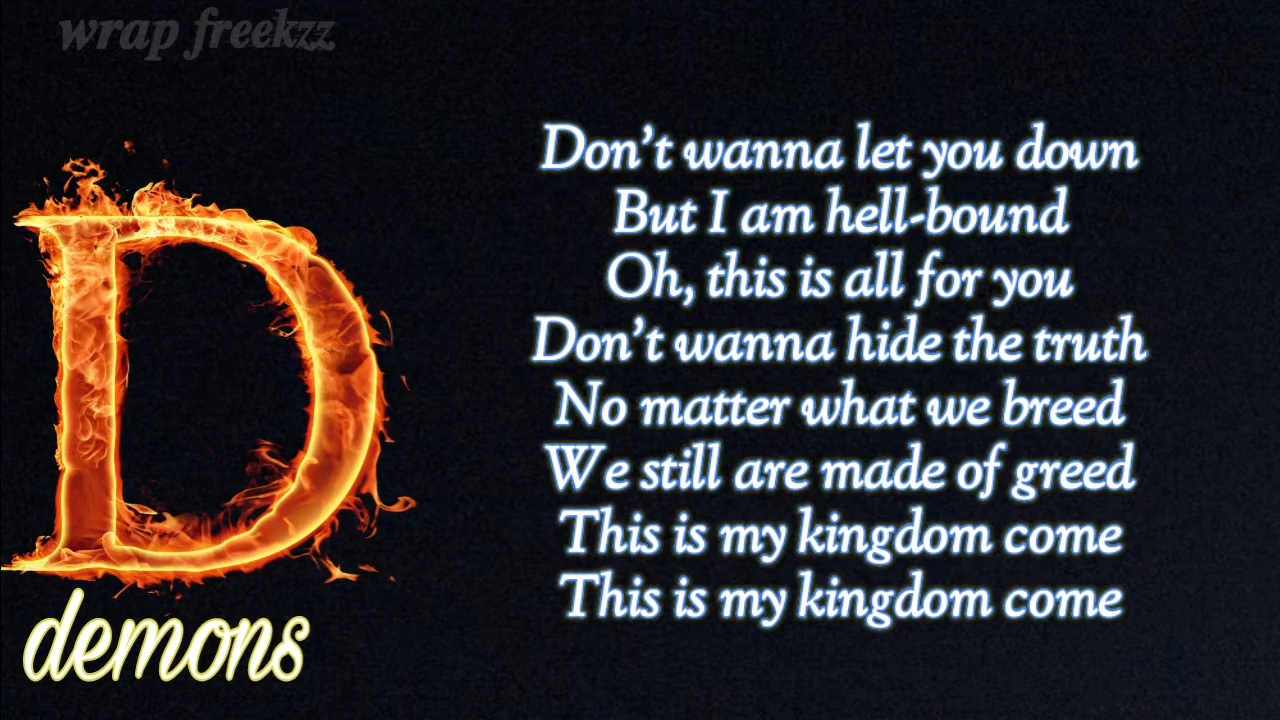 wrap freekzz
Don't wanna let you down
But I am hell-bound
Oh, this is all for you
Don't wanna hide the truth
No matter what we breed
We still are made of greed
This is my kingdom come
This is my kingdom come
D
demons